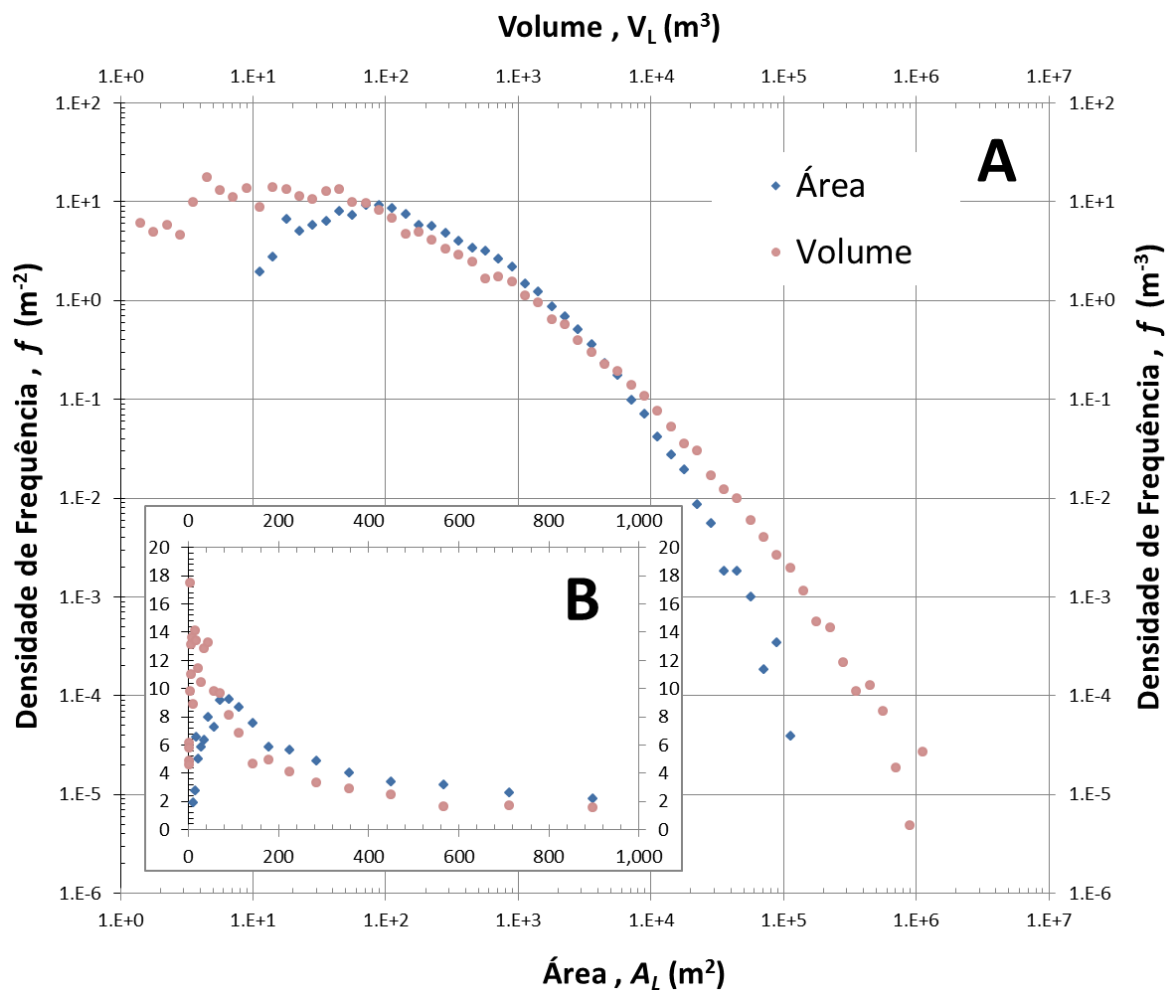 Volume , V_L (m³)
1.E+0 1.E+1 1.E+2 1.E+3 1.E+4 1.E+5 1.E+6 1.E+7
1.E+2 1.E+2
A
Área
1.E+1 1.E+1
Volume
1.E+0 1.E+0
1.E-1 1.E-1
1.E-2 1.E-2
1.E-3 1.E-3
1.E-4 1.E-4
1.E-5 1.E-5
1.E-6 1.E-6
Densidade de Frequência , f (m⁻²)
Densidade de Frequência , f (m⁻³)
0 200 400 600 800 1,000
20 20
18 18
B
16 16
14 14
12 12
10 10
8 8
6 6
4 4
2 2
0 0
0 200 400 600 800 1,000
1.E+0 1.E+1 1.E+2 1.E+3 1.E+4 1.E+5 1.E+6 1.E+7
Área , A_L (m²)